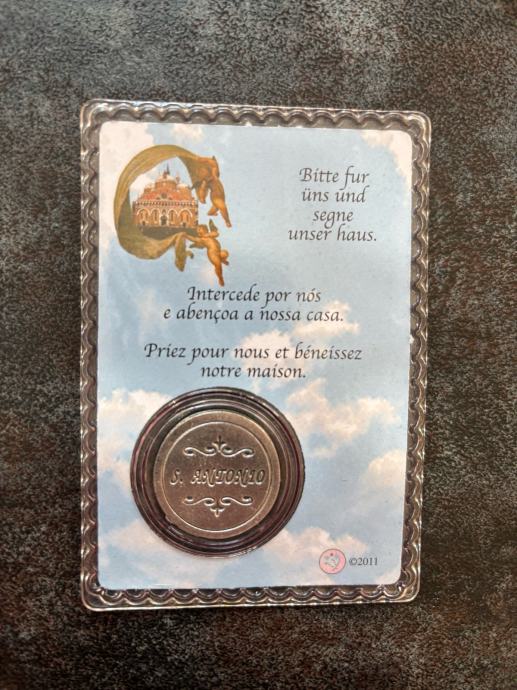 Bitte fur
üns und
segne
unser haus.
Intercede por nós
e abençoa a nossa casa.
Priez pour nous et béneissez
notre maison.
S. ANTONIO
©2011